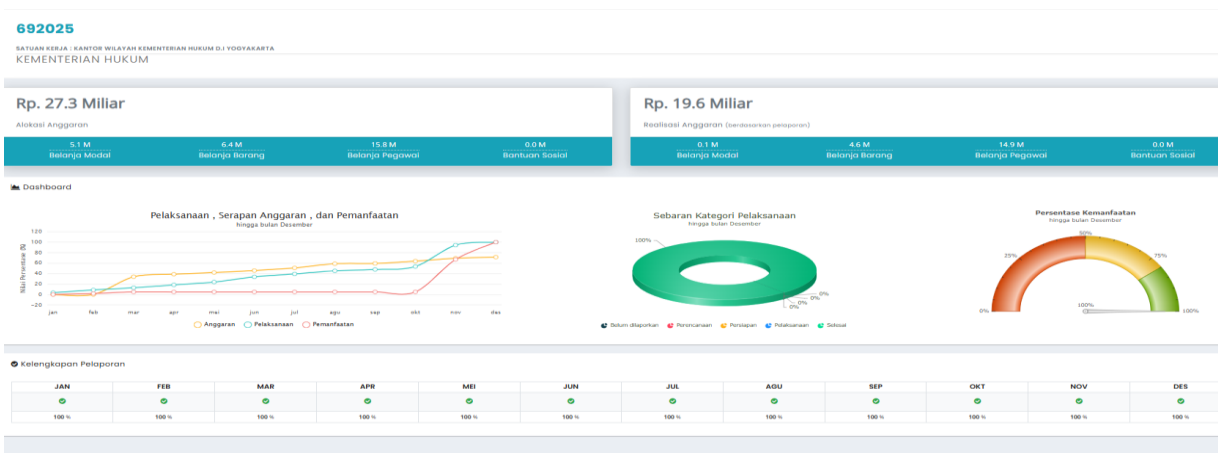 692025
SATUAN KERJA : KANTOR WILAYAH KEMENTERIAN HUKUM D.I YOGYAKARTA
KEMENTERIAN HUKUM
Rp. 27.3 Miliar
Alokasi Anggaran
5.1 M 6.4 M 15.8 M 0.0 M
Belanja Modal Belanja Barang Belanja Pegawai Bantuan Sosial
Rp. 19.6 Miliar
Realisasi Anggaran (berdasarkan pelaporan)
0.1 M 4.6 M 14.9 M 0.0 M
Belanja Modal Belanja Barang Belanja Pegawai Bantuan Sosial
Dashboard
Pelaksanaan , Serapan Anggaran , dan Pemanfaatan
hingga bulan Desember
Nilai Persentase (%)
120
100
80
60
40
20
0
-20
jan feb mar apr mei jun jul agu sep okt nov des
Anggaran Pelaksanaan Pemanfaatan
Sebaran Kategori Pelaksanaan
hingga bulan Desember
100%
0%
0%
0%
Belum dilaporkan Perencanaan Persiapan Pelaksanaan Selesai
Persentase Kemanfaatan
hingga bulan Desember
50%
25% 75%
100%
0% 100%
Kelengkapan Pelaporan
JAN FEB MAR APR MEI JUN JUL AGU SEP OKT NOV DES
100 % 100 % 100 % 100 % 100 % 100 % 100 % 100 % 100 % 100 % 100 % 100 %